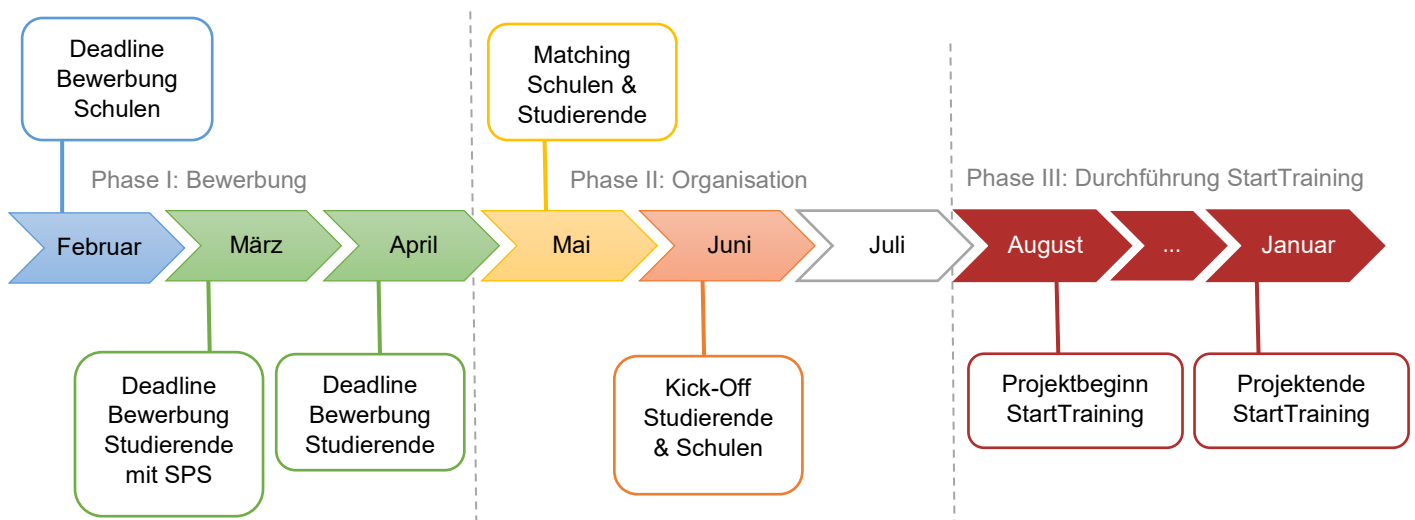 Deadline
Bewerbung
Schulen
Matching
Schulen &
Studierende
Phase I: Bewerbung
Phase II: Organisation
Phase III: Durchführung StartTraining
Februar
März
April
Mai
Juni
Juli
August
...
Januar
Deadline
Bewerbung
Studierende
mit SPS
Deadline
Bewerbung
Studierende
Kick-Off
Studierende
& Schulen
Projektbeginn
StartTraining
Projektende
StartTraining